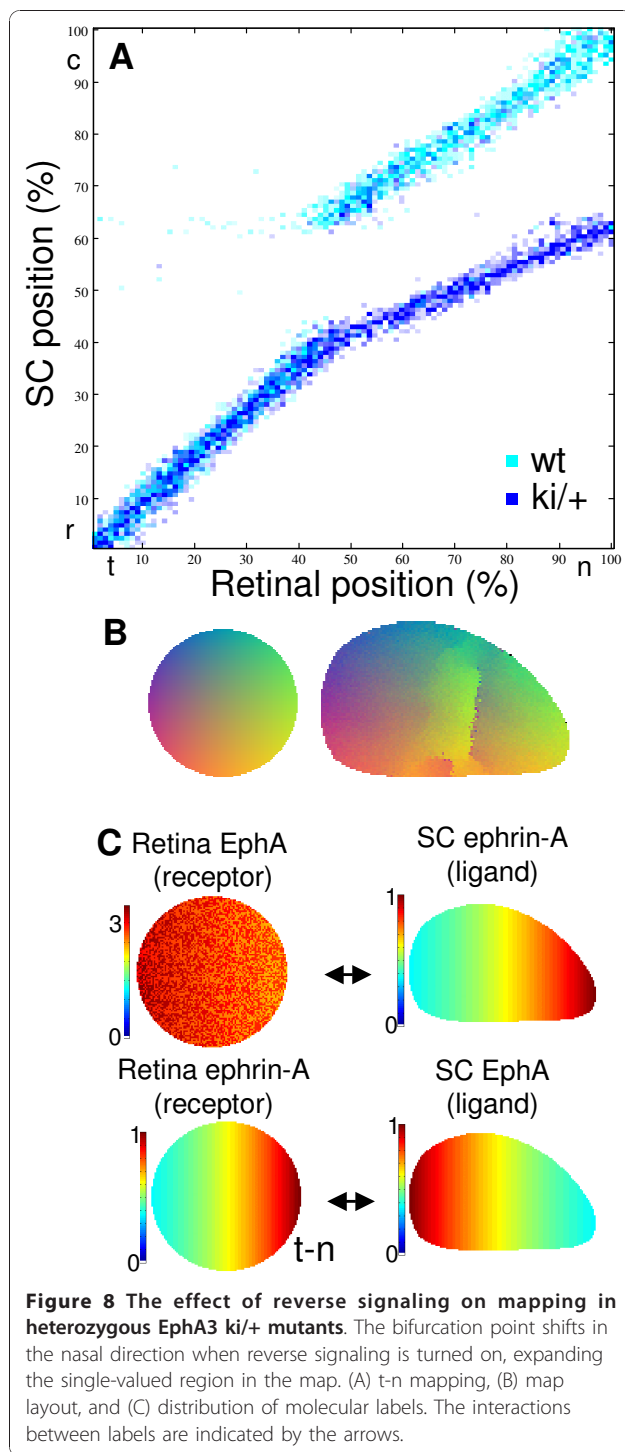 A
c
100
90
80
70
60
50
40
30
20
10
r
SC position (%)
wt
ki/+
t
10 20 30 40 50 60 70 80 90 100
n
Retinal position (%)
B
C
Retina EphA
(receptor)
SC ephrin-A
(ligand)
3
0
1
0
Retina ephrin-A
(receptor)
SC EphA
(ligand)
1
0
t-n
1
0
Figure 8 The effect of reverse signaling on mapping in
heterozygous EphA3 ki/+ mutants. The bifurcation point shifts in
the nasal direction when reverse signaling is turned on, expanding
the single-valued region in the map. (A) t-n mapping, (B) map
layout, and (C) distribution of molecular labels. The interactions
between labels are indicated by the arrows.